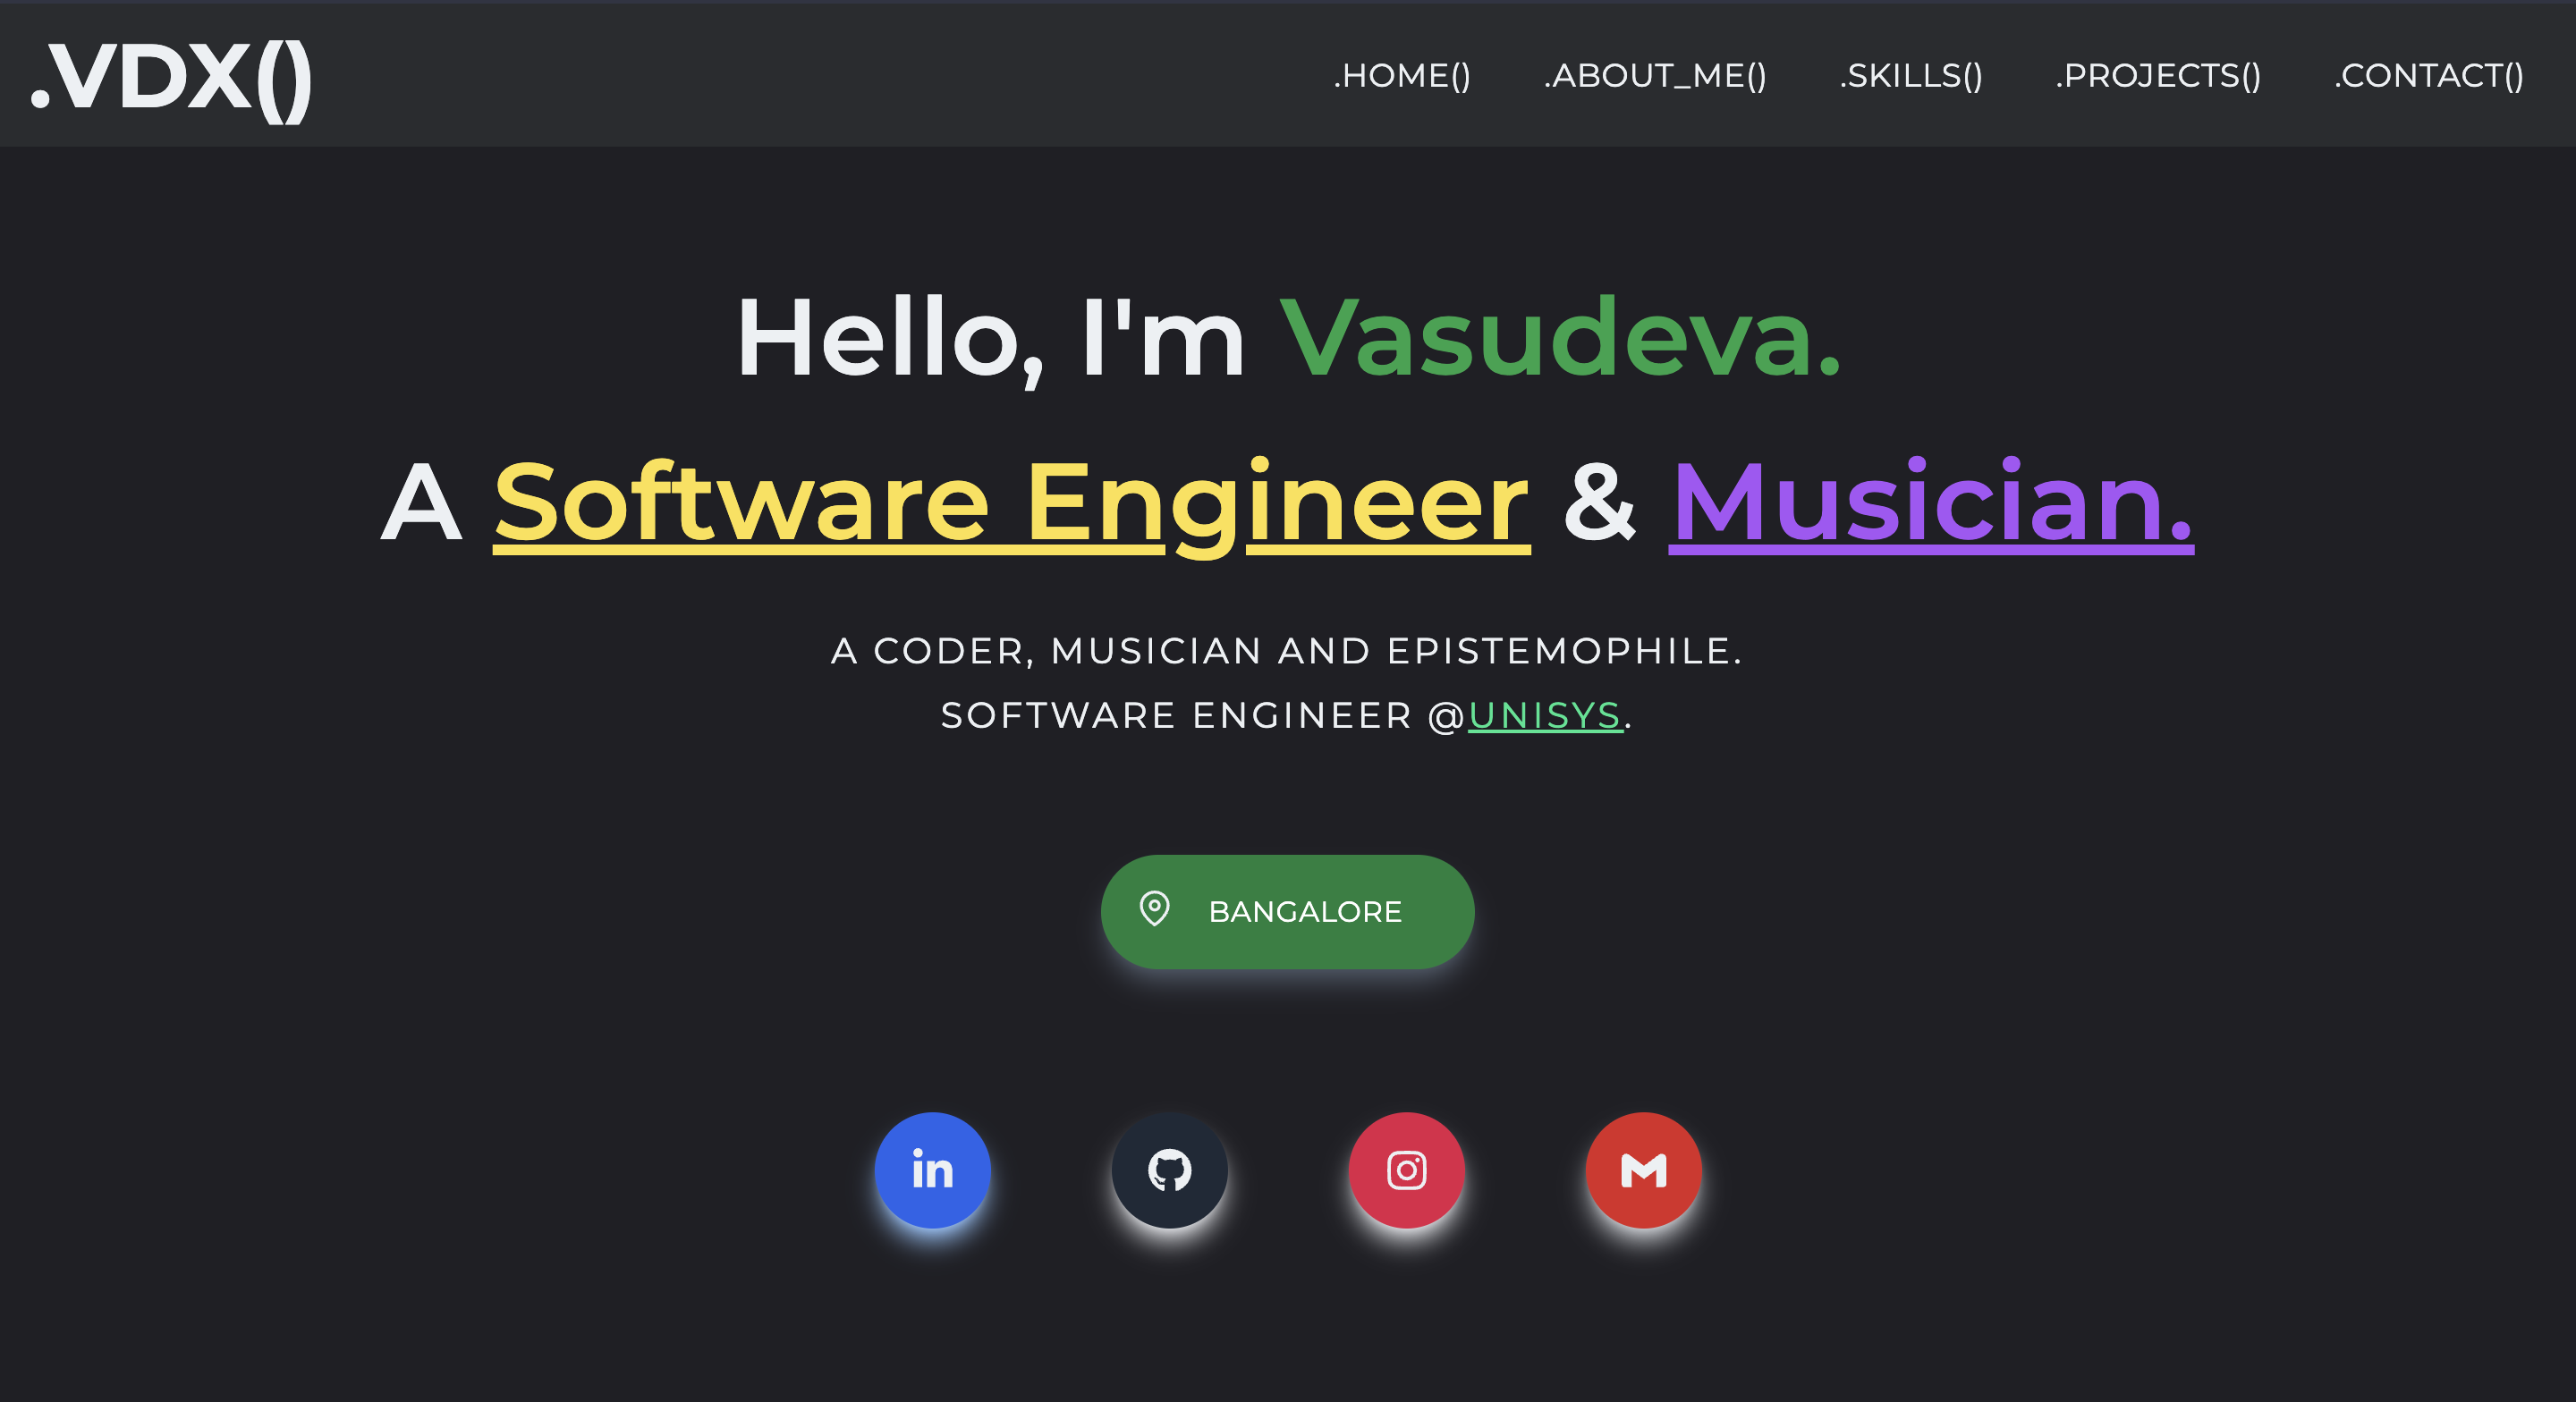 .VDX()
.HOME() .ABOUT_ME() .SKILLS() .PROJECTS() .CONTACT()
Hello, I'm Vasudeva.
A Software Engineer & Musician.
A CODER, MUSICIAN AND EPISTEMOPHILE.
SOFTWARE ENGINEER @UNISYS.
BANGALORE
in